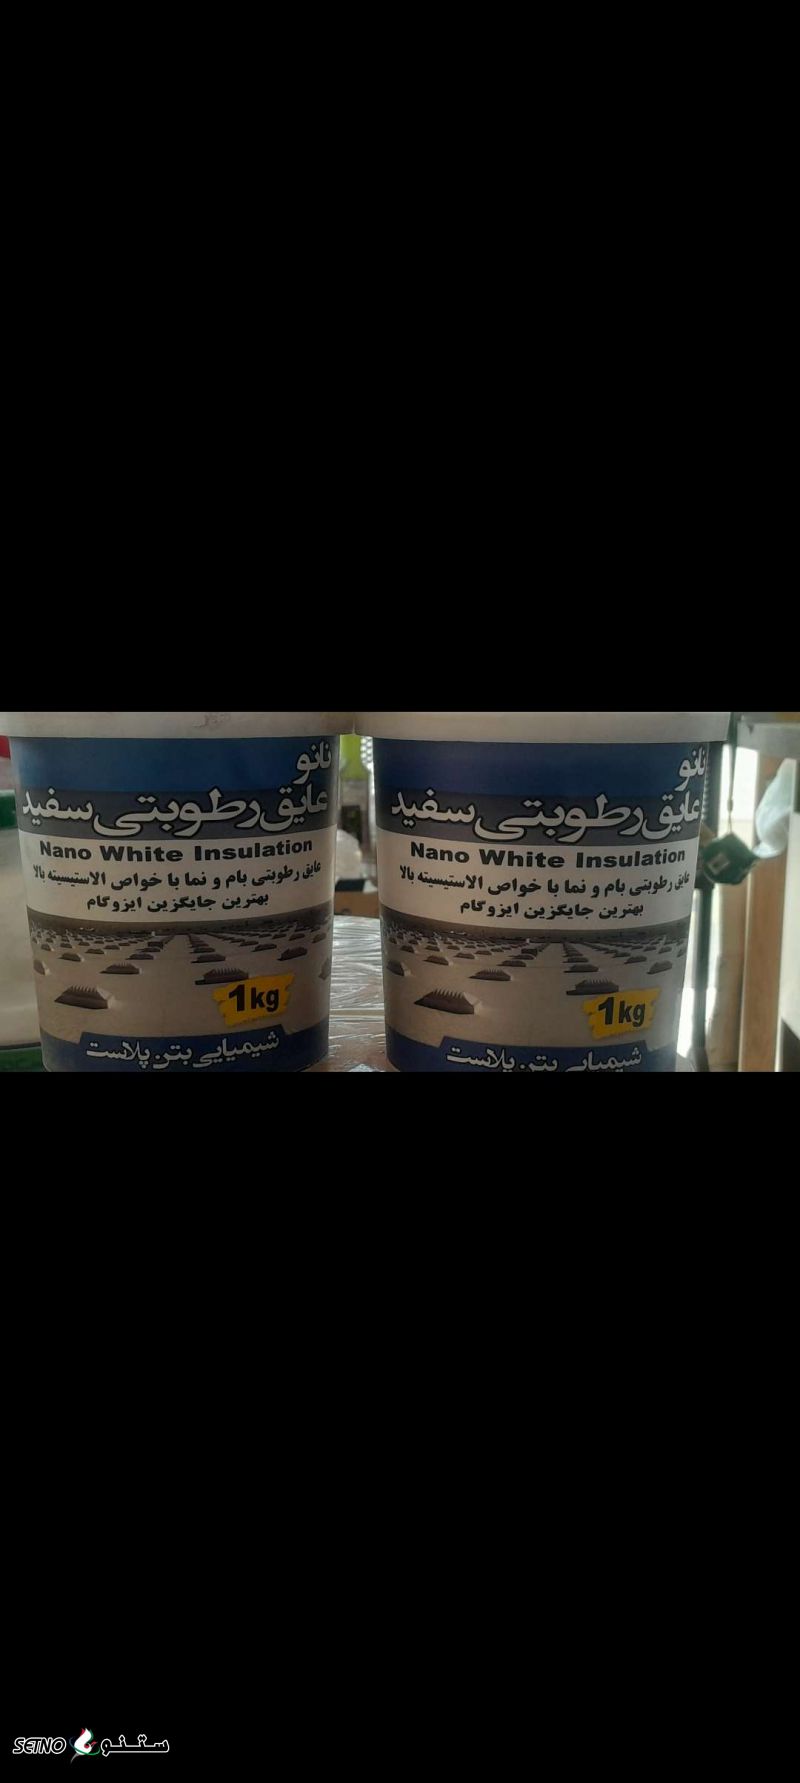 نانو
عایق رطوبتی سفید
Nano White Insulation
عایق رطوبتی بام و نما با خواص الاستیسیته بالا
بهترین جایگزین ایزوگام
1kg
شیمیایی بتن پلاست
نانو
عایق رطوبتی سفید
Nano White Insulation
عایق رطوبتی بام و نما با خواص الاستیسیته بالا
بهترین جایگزین ایزوگام
1kg
شیمیایی بتن پلاست
SETNO ستنو